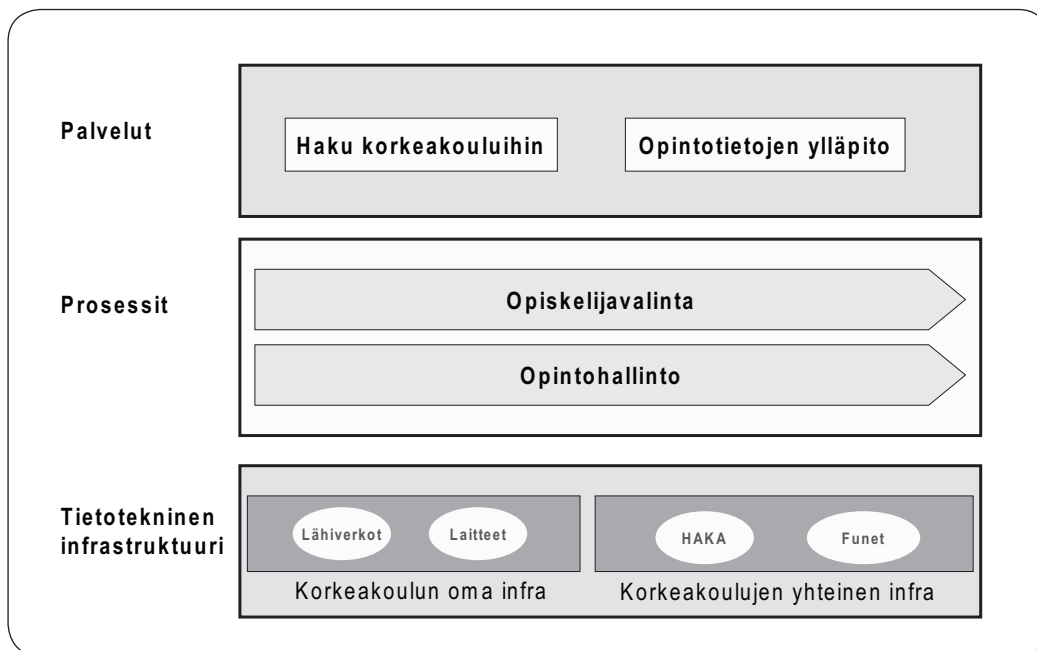 Palvelut
Haku korkeakouluihin
Opintotietojen ylläpito
Prosessit
Opiskelijavalinta
Opintohallinto
Tietotekninen
infrastruktuuri
Lähiverkot
Laitteet
HAKA
Funet
Korkeakoulun oma infra
Korkeakoulujen yhteinen infra